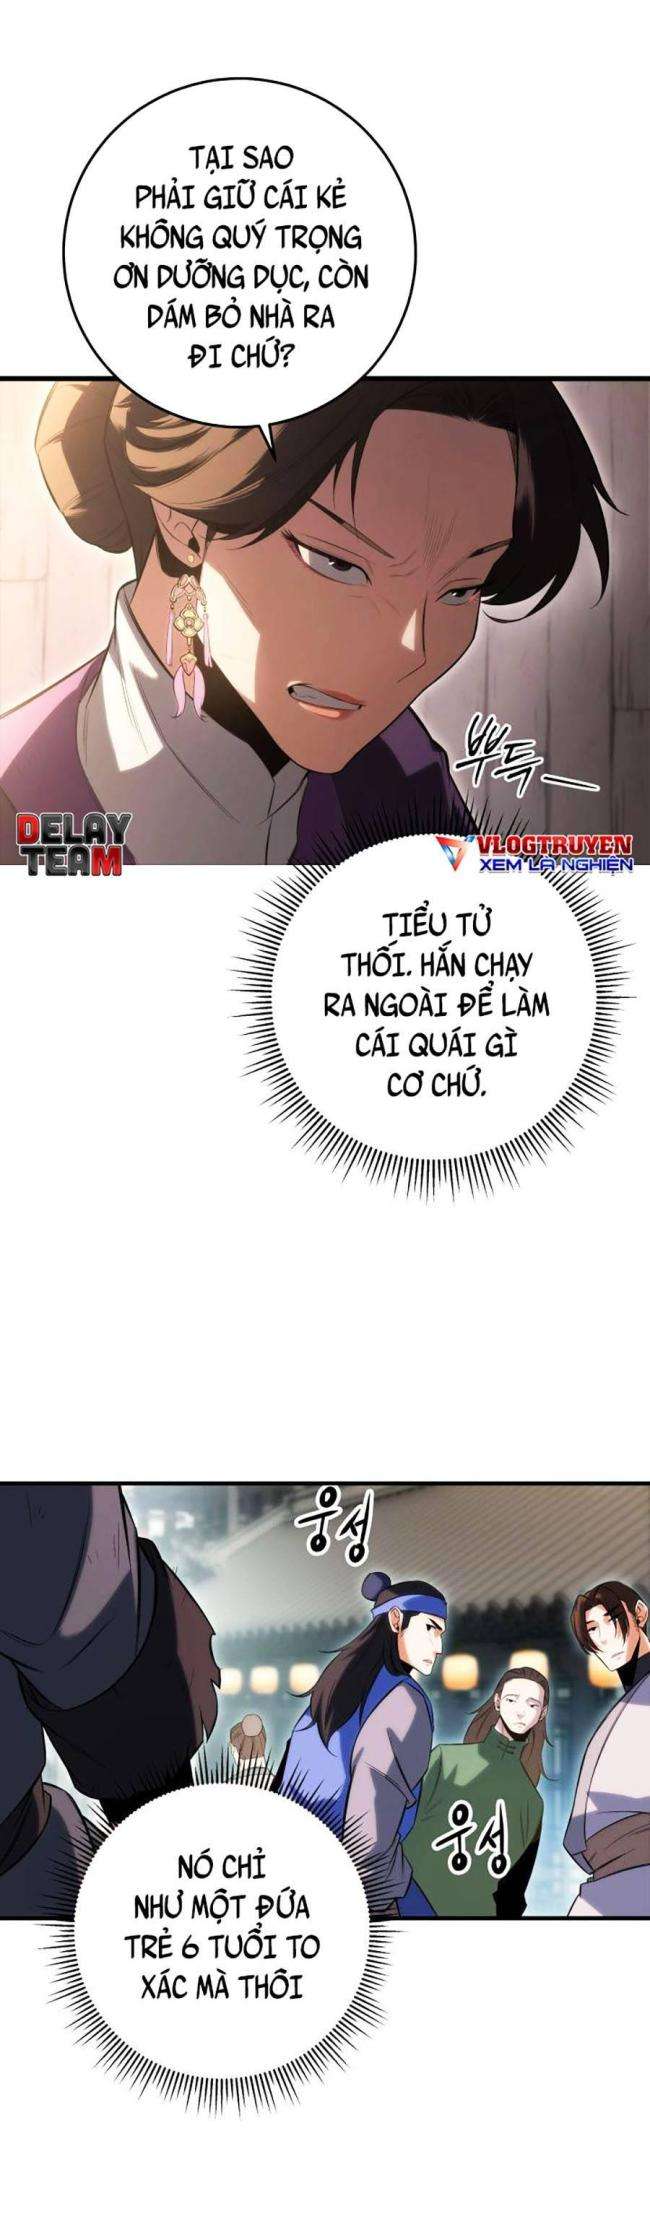 TẠI SAO
PHẢI GIỮ CÁI KẺ
KHÔNG QUÝ TRỌNG
ƠN DƯỠNG DỤC, CÒN
DÁM BỎ NHÀ RA
ĐI CHỨ?
뿌득
DELAY
TEAM
VLOGTRUYEN
XEM LÀ NGHIỆN
TIỂU TỬ
THỐI. HẮN CHẠY
RA NGOÀI ĐỂ LÀM
CÁI QUÁI GÌ
CƠ CHỨ.
웅성
웅성
NÓ CHỈ
NHƯ MỘT ĐỨA
TRẺ 6 TUỔI TO
XÁC MÀ THÔI